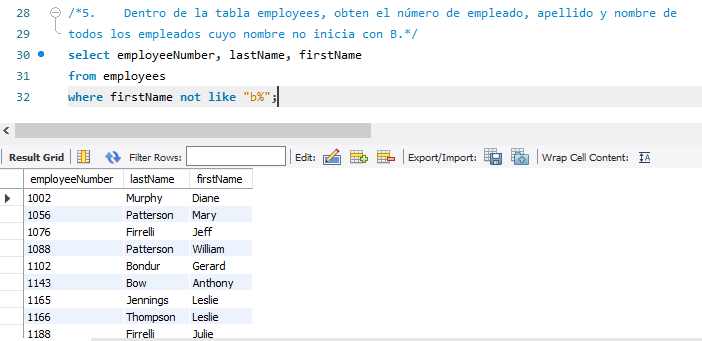 28 /*5. Dentro de la tabla employees, obten el número de empleado, apellido y nombre de
29 todos los empleados cuyo nombre no inicia con B.*/
30 select employeeNumber, lastName, firstName
31 from employees
32 where firstName not like "b%";
Result Grid Filter Rows: Edit: Export/Import: Wrap Cell Content: IA
employeeNumber lastName firstName
1002 Murphy Diane
1056 Patterson Mary
1076 Firrelli Jeff
1088 Patterson William
1102 Bondur Gerard
1143 Bow Anthony
1165 Jennings Leslie
1166 Thompson Leslie
1188 Firrelli Julie